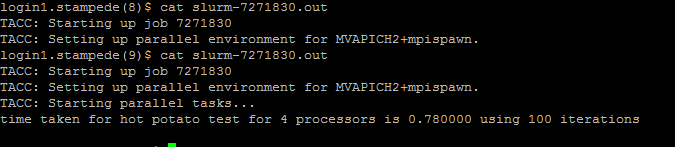 login1.stampede(8)$ cat slurm-7271830.out
TACC: Starting up job 7271830
TACC: Setting up parallel environment for MVAPICH2+mpispawn.
login1.stampede(9)$ cat slurm-7271830.out
TACC: Starting up job 7271830
TACC: Setting up parallel environment for MVAPICH2+mpispawn.
TACC: Starting parallel tasks...
time taken for hot potato test for 4 processors is 0.780000 using 100 iterations